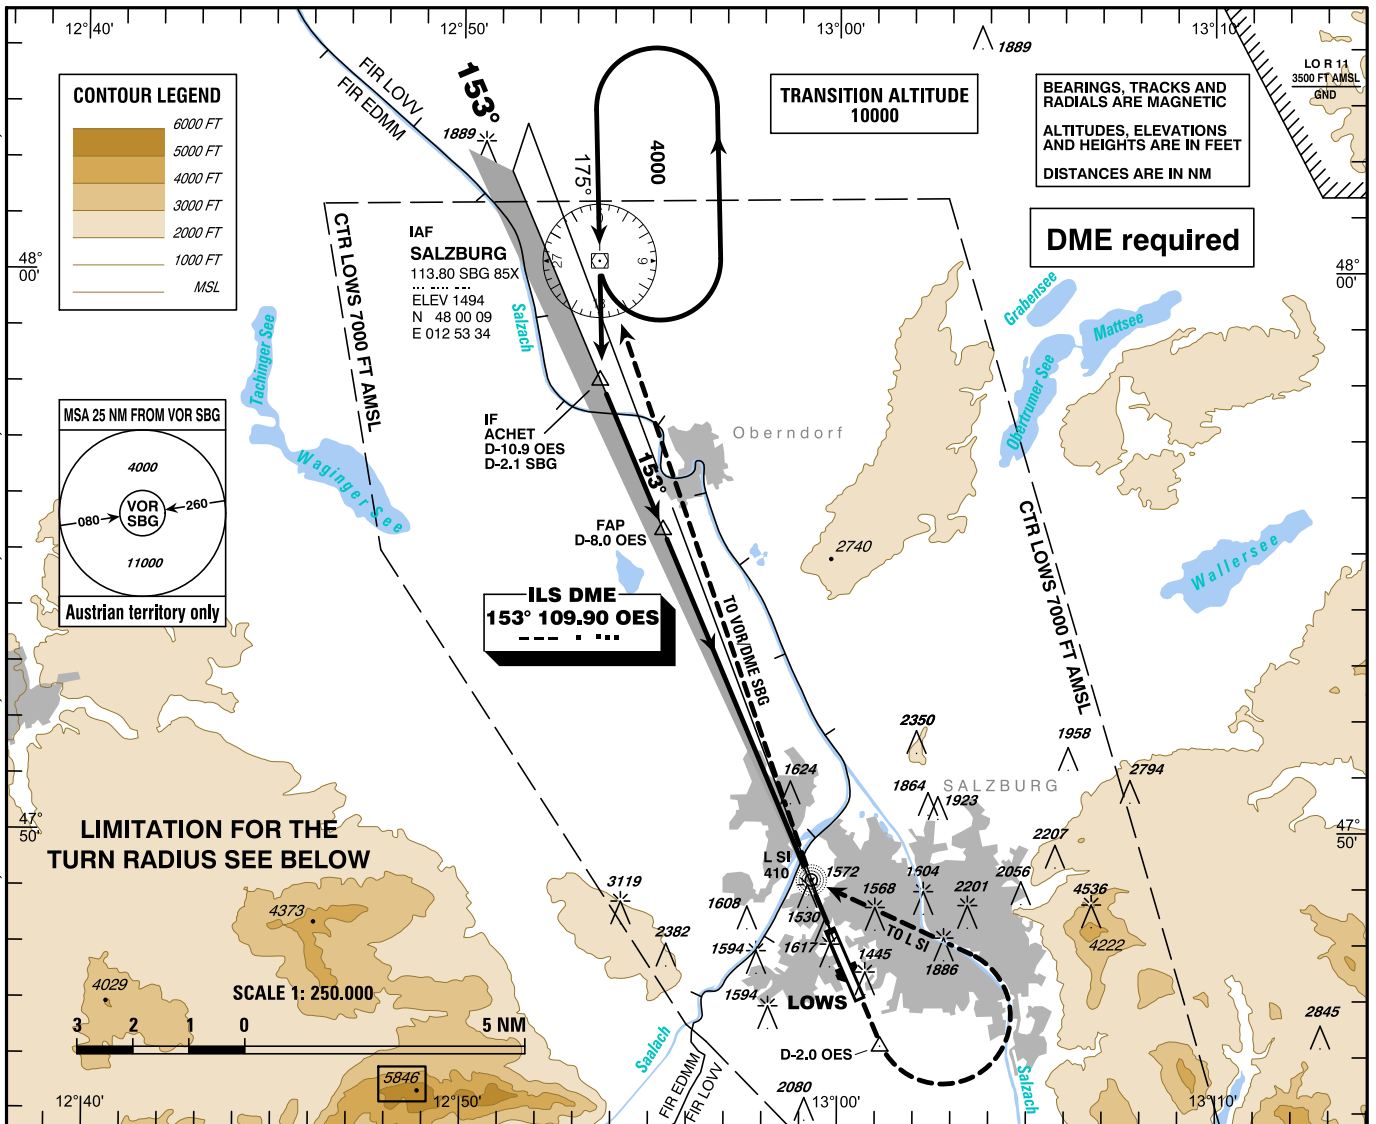 12°40'
12°50'
13°00'
13°10'
1889
LO R 11
3500 FT AMSL
GND
CONTOUR LEGEND
6000 FT
5000 FT
4000 FT
3000 FT
2000 FT
1000 FT
MSL
FIR LOVV
FIR EDMM
153°
1889
175°
4000
TRANSITION ALTITUDE
10000
BEARINGS, TRACKS AND
RADIALS ARE MAGNETIC
ALTITUDES, ELEVATIONS
AND HEIGHTS ARE IN FEET
DISTANCES ARE IN NM
DME required
48°
00'
48°
00'
IAF
SALZBURG
113.80 SBG 85X
ELEV 1494
N 48 00 09
E 012 53 34
27
9
Salzach
CTR LOWS 7000 FT AMSL
Tachinger See
Waginger See
Grabensee
Mattsee
Obertrumer See
Wallersee
MSA 25 NM FROM VOR SBG
4000
VOR
SBG
080
260
11000
Austrian territory only
IF
ACHET
D-10.9 OES
D-2.1 SBG
Oberndorf
153°
FAP
D-8.0 OES
2740
CTR LOWS 7000 FT AMSL
ILS DME
153° 109.90 OES
TO VOR/DME SBG
2350
1958
2794
1624
1864
1923
SALZBURG
47°
50'
47°
50'
LIMITATION FOR THE
TURN RADIUS SEE BELOW
2207
L SI
410
1572
1568
1604
2201
2056
4536
3119
1608
1530
4373
2382
1594
1617
TO L SI
1445
1886
4222
4029
SCALE 1: 250.000
1594
LOWS
2845
3
2
1
0
5 NM
D-2.0 OES
Saalach
Salzach
5846
FIR EDMM
FIR LOVV
2080
12°40'
12°50'
13°00'
13°10'